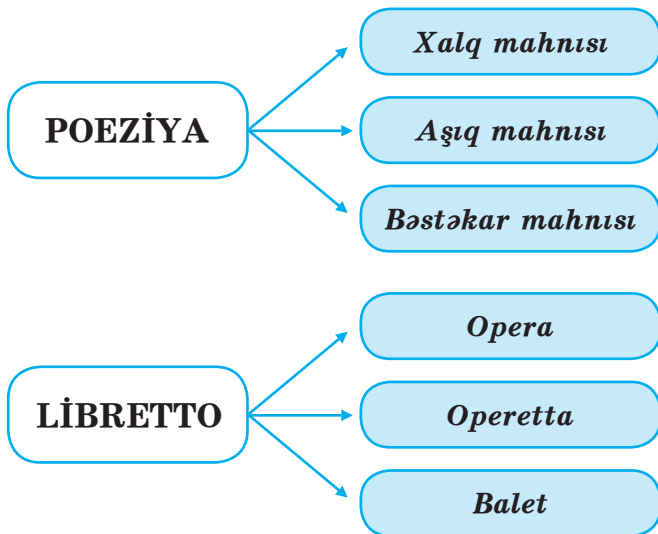 POEZİYA
Xalq mahnısı
Aşıq mahnısı
Bəstəkar mahnısı
LİBRETTO
Opera
Operetta
Balet